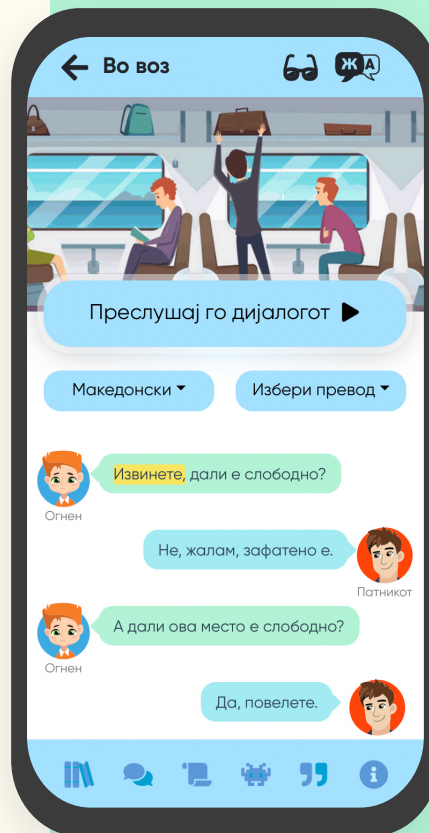 Во воз
Ж А
Преслушај го дијалогот
Македонски
Избери превод
Извинете, дали е слободно?
Огнен
Не, жалам, зафатено е.
Патникот
А дали ова место е слободно?
Огнен
Да, повелете.